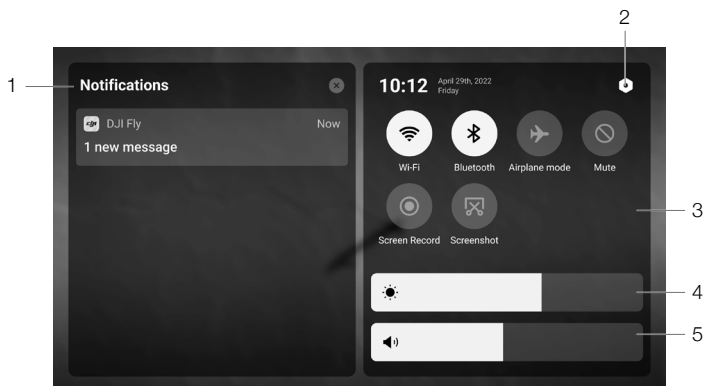 2
1
Notifications
10:12
April 29th, 2022
Friday
dji DJI Fly
Now
1 new message
Wi-Fi
Bluetooth
Airplane mode
Mute
3
Screen Record
Screenshot
4
5